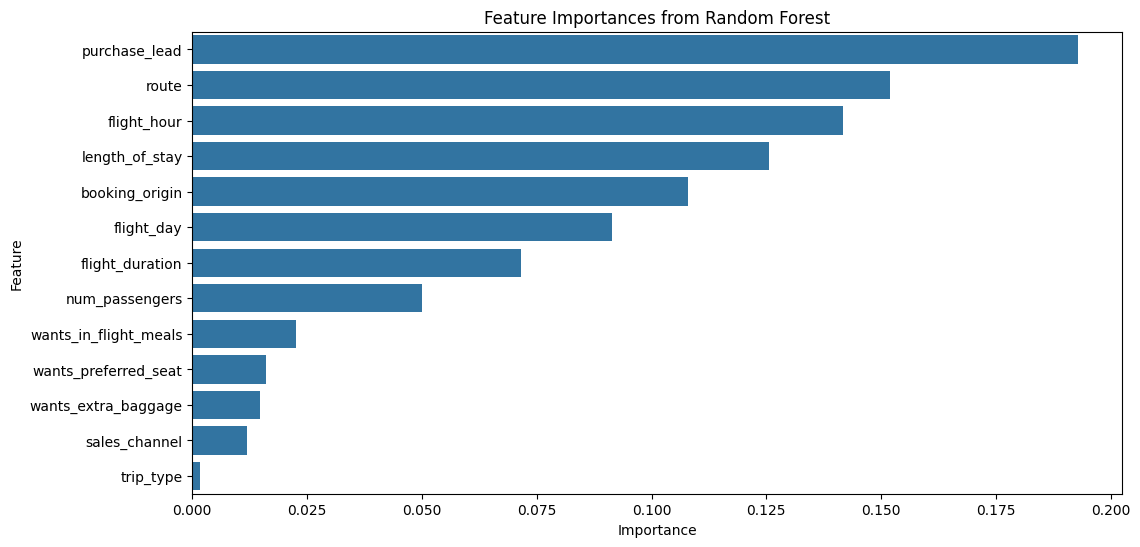 Feature Importances from Random Forest
purchase_lead
route
flight_hour
length_of_stay
booking_origin
flight_day
flight_duration
num_passengers
wants_in_flight_meals
wants_preferred_seat
wants_extra_baggage
sales_channel
trip_type
Feature
0.000 0.025 0.050 0.075 0.100 0.125 0.150 0.175 0.200
Importance